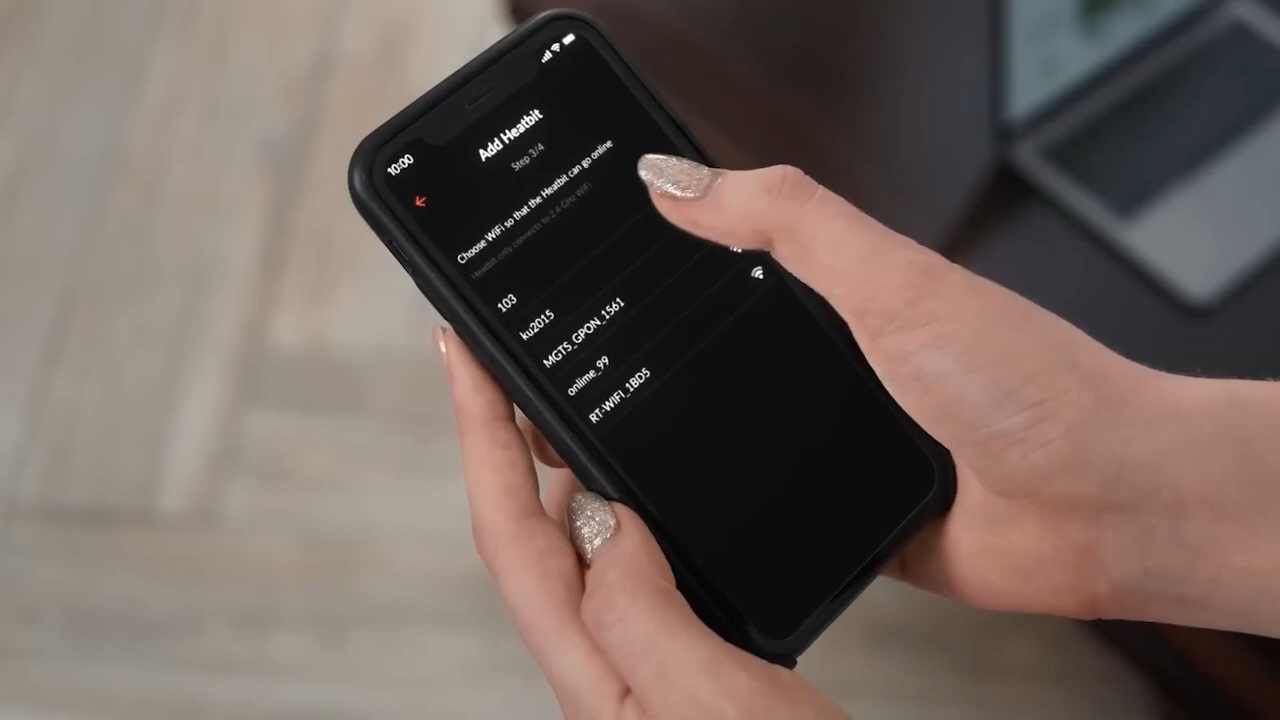 10:00
Add Heatbit
Step 3/4
Choose WiFi so that the Heatbit can go online
Heatbit only connects to 2.4 GHz WiFi
103
ku2015
MGTS_GPON_1561
onlime_99
RT-WIFI_1BD5